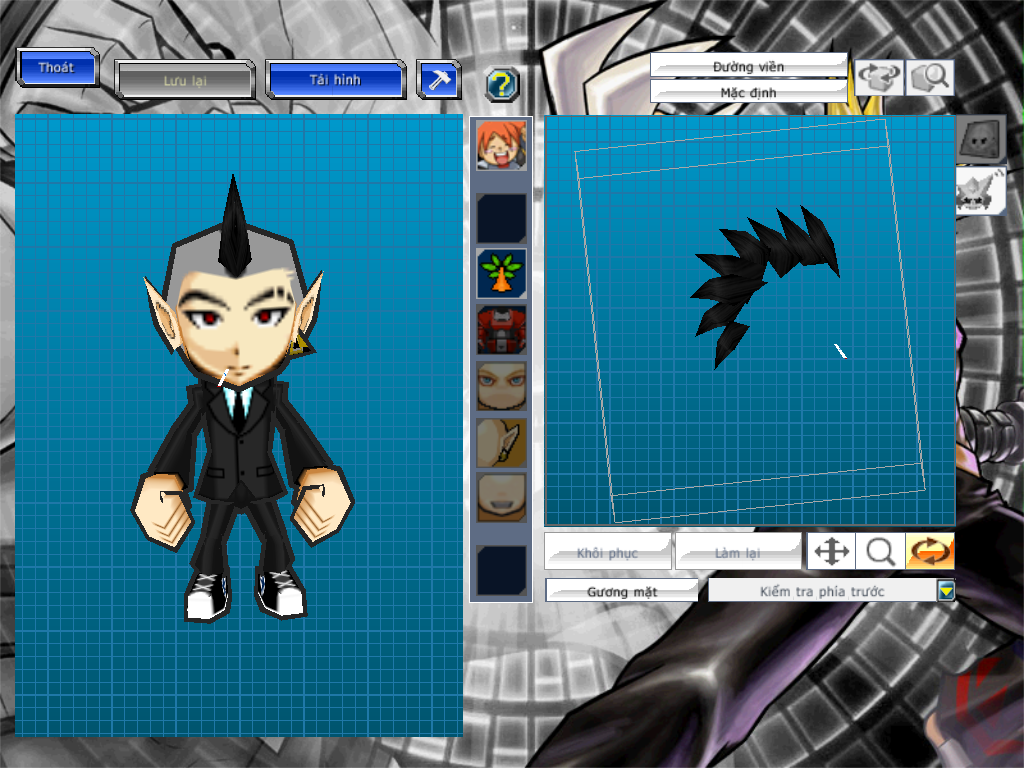 Thoát
Lưu lại
Tải hình
?
Đường viền
Mặc định
Khôi phục
Làm lại
Gương mặt
Kiểm tra phía trước